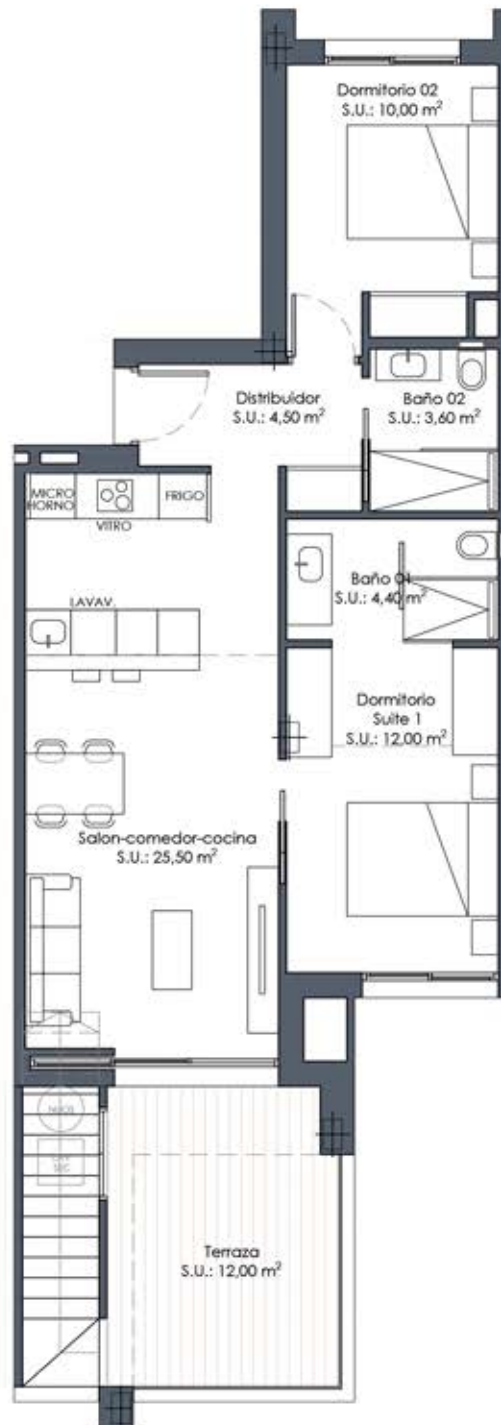 Dormitorio 02
S.U.: 10,00 m²
Distribuidor
S.U.: 4,50 m²
Baño 02
S.U.: 3,60 m²
MICRO
HORNO
VITRO
FRIGO
Baño 01
S.U.: 4,40 m²
LAVAV.
Dormitorio
Suite 1
S.U.: 12,00 m²
Salon-comedor-cocina
S.U.: 25,50 m²
Terraza
S.U.: 12,00 m²